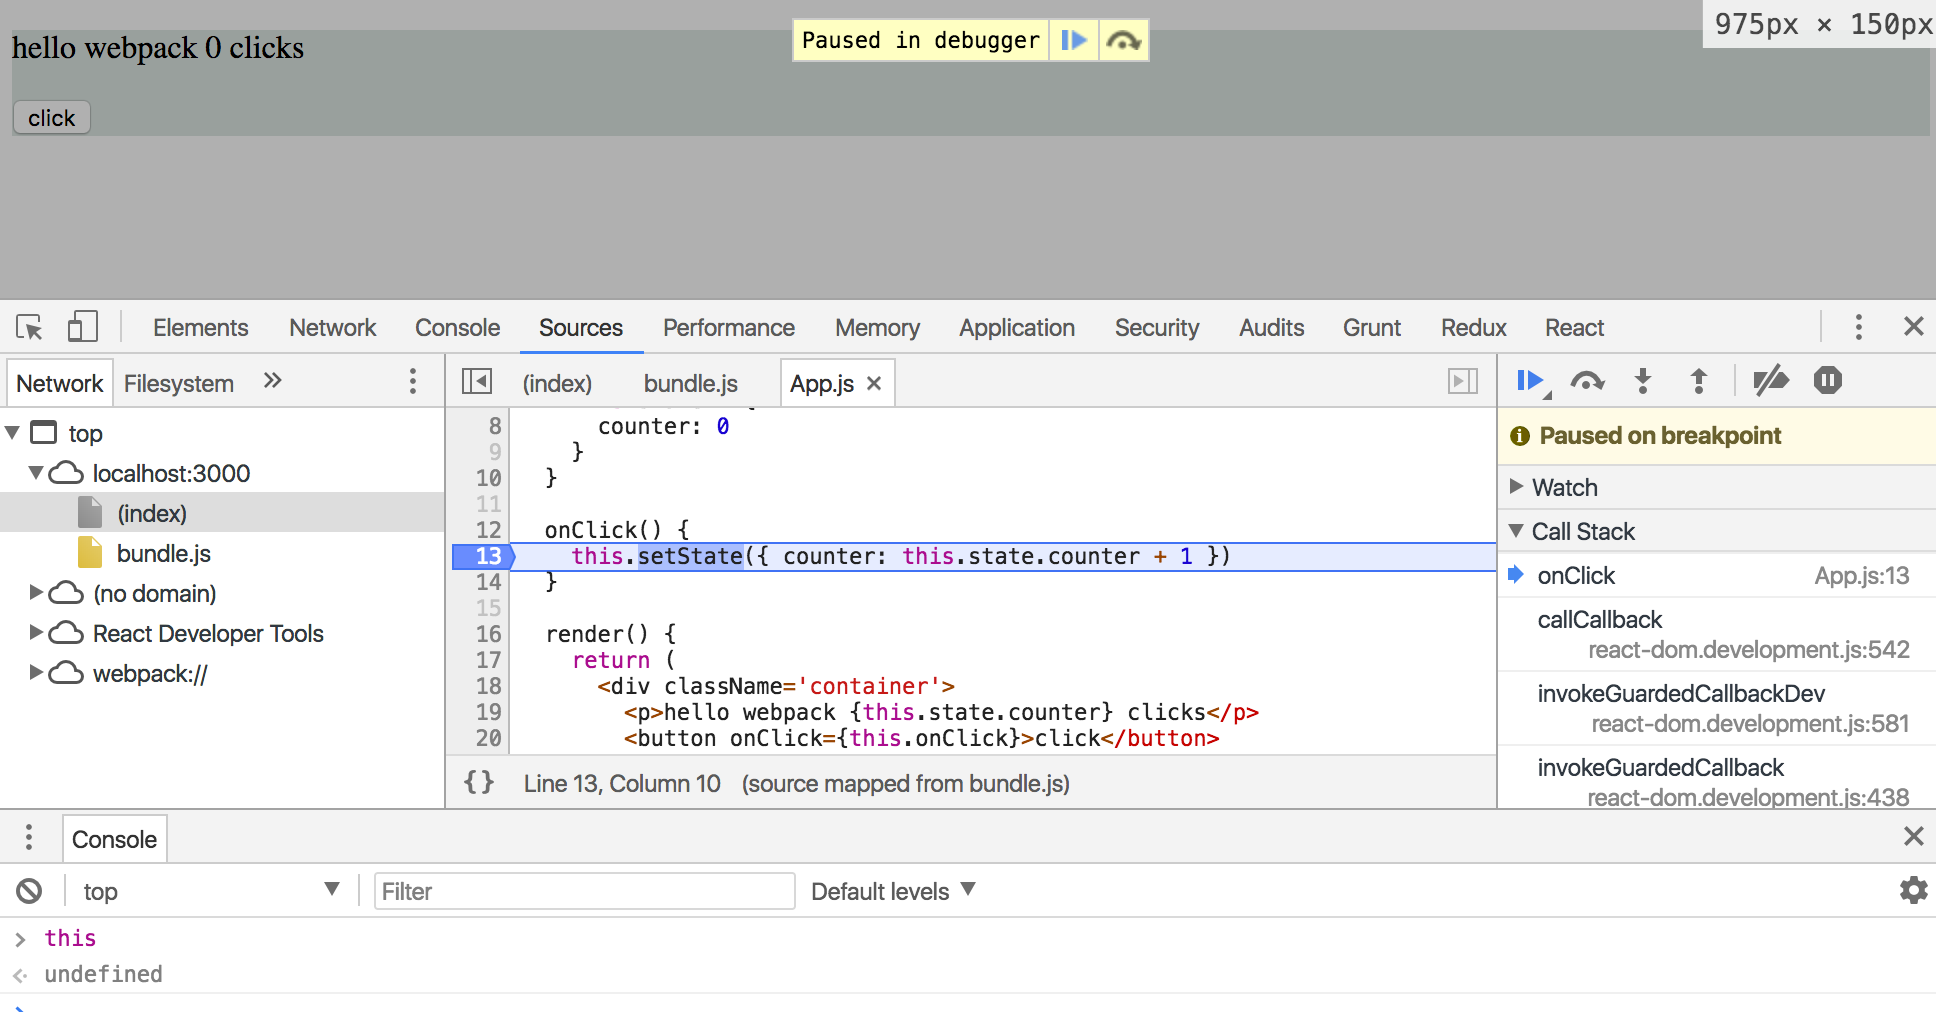 hello webpack 0 clicks
Paused in debugger
975px × 150px
click
Elements Network Console Sources Performance Memory Application Security Audits Grunt Redux React
Network Filesystem »
(index) bundle.js App.js ×
top
localhost:3000
(index)
bundle.js
(no domain)
React Developer Tools
webpack://
8 counter: 0
9 }
10 }
11
12 onClick() {
13 this.setState({ counter: this.state.counter + 1 })
14 }
15
16 render() {
17 return (
18 <div className='container'>
19 <p>hello webpack {this.state.counter} clicks</p>
20 <button onClick={this.onClick}>click</button>
{} Line 13, Column 10 (source mapped from bundle.js)
Paused on breakpoint
Watch
Call Stack
onClick App.js:13
callCallback
react-dom.development.js:542
invokeGuardedCallbackDev
react-dom.development.js:581
invokeGuardedCallback
react-dom.development.js:438
Console
top Filter Default levels
> this
undefined